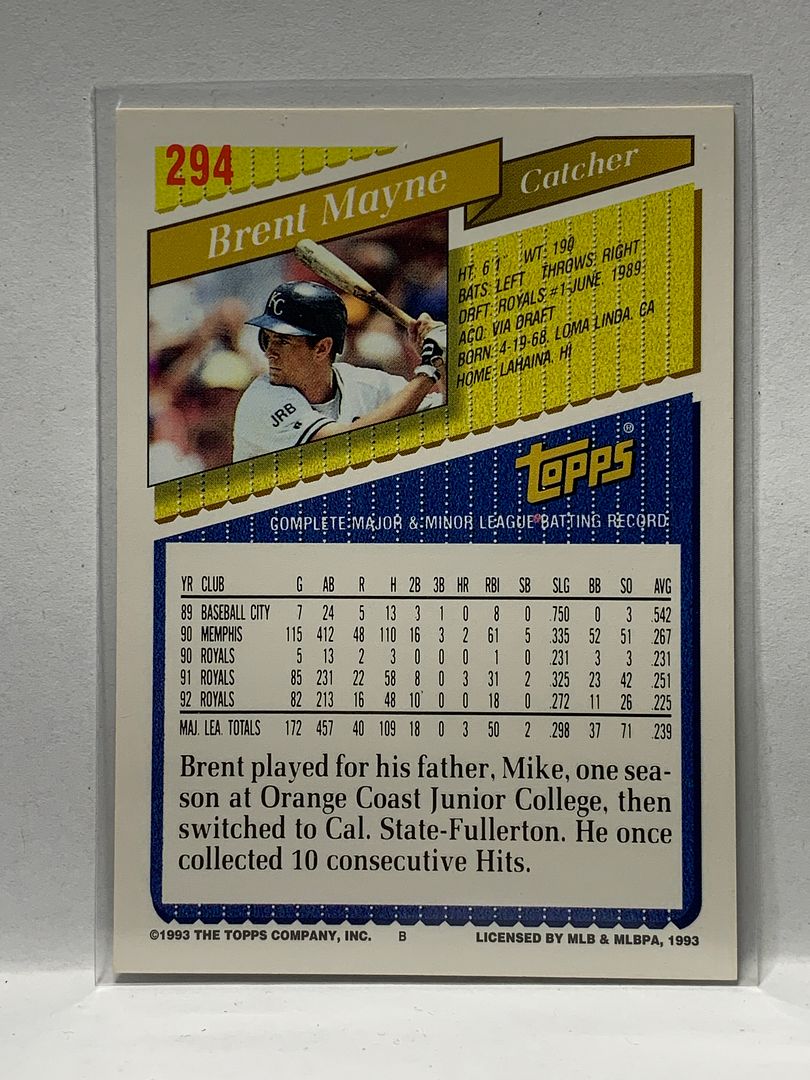 294
Brent Mayne
Catcher
HT: 6'1" WT: 190
BATS: LEFT THROWS: RIGHT
DRFT: ROYALS #1-JUNE, 1989
ACQ: VIA DRAFT
BORN: 4-19-68, LOMA LINDA, CA
HOME: LAHAINA, HI
KC
JRB
TOPPS®
COMPLETE MAJOR & MINOR LEAGUE BATTING RECORD
YR CLUB G AB R H 2B 3B HR RBI SB SLG BB SO AVG
89 BASEBALL CITY 7 24 5 13 3 1 0 8 0 .750 0 3 .542
90 MEMPHIS 115 412 48 110 16 3 2 61 5 .335 52 51 .267
90 ROYALS 5 13 2 3 0 0 0 1 0 .231 3 3 .231
91 ROYALS 85 231 22 58 8 0 3 31 2 .325 23 42 .251
92 ROYALS 82 213 16 48 10 0 0 18 0 .272 11 26 .225
MAJ. LEA. TOTALS 172 457 40 109 18 0 3 50 2 .298 37 71 .239
Brent played for his father, Mike, one sea-
son at Orange Coast Junior College, then
switched to Cal. State-Fullerton. He once
collected 10 consecutive Hits.
©1993 THE TOPPS COMPANY, INC. B LICENSED BY MLB & MLBPA, 1993